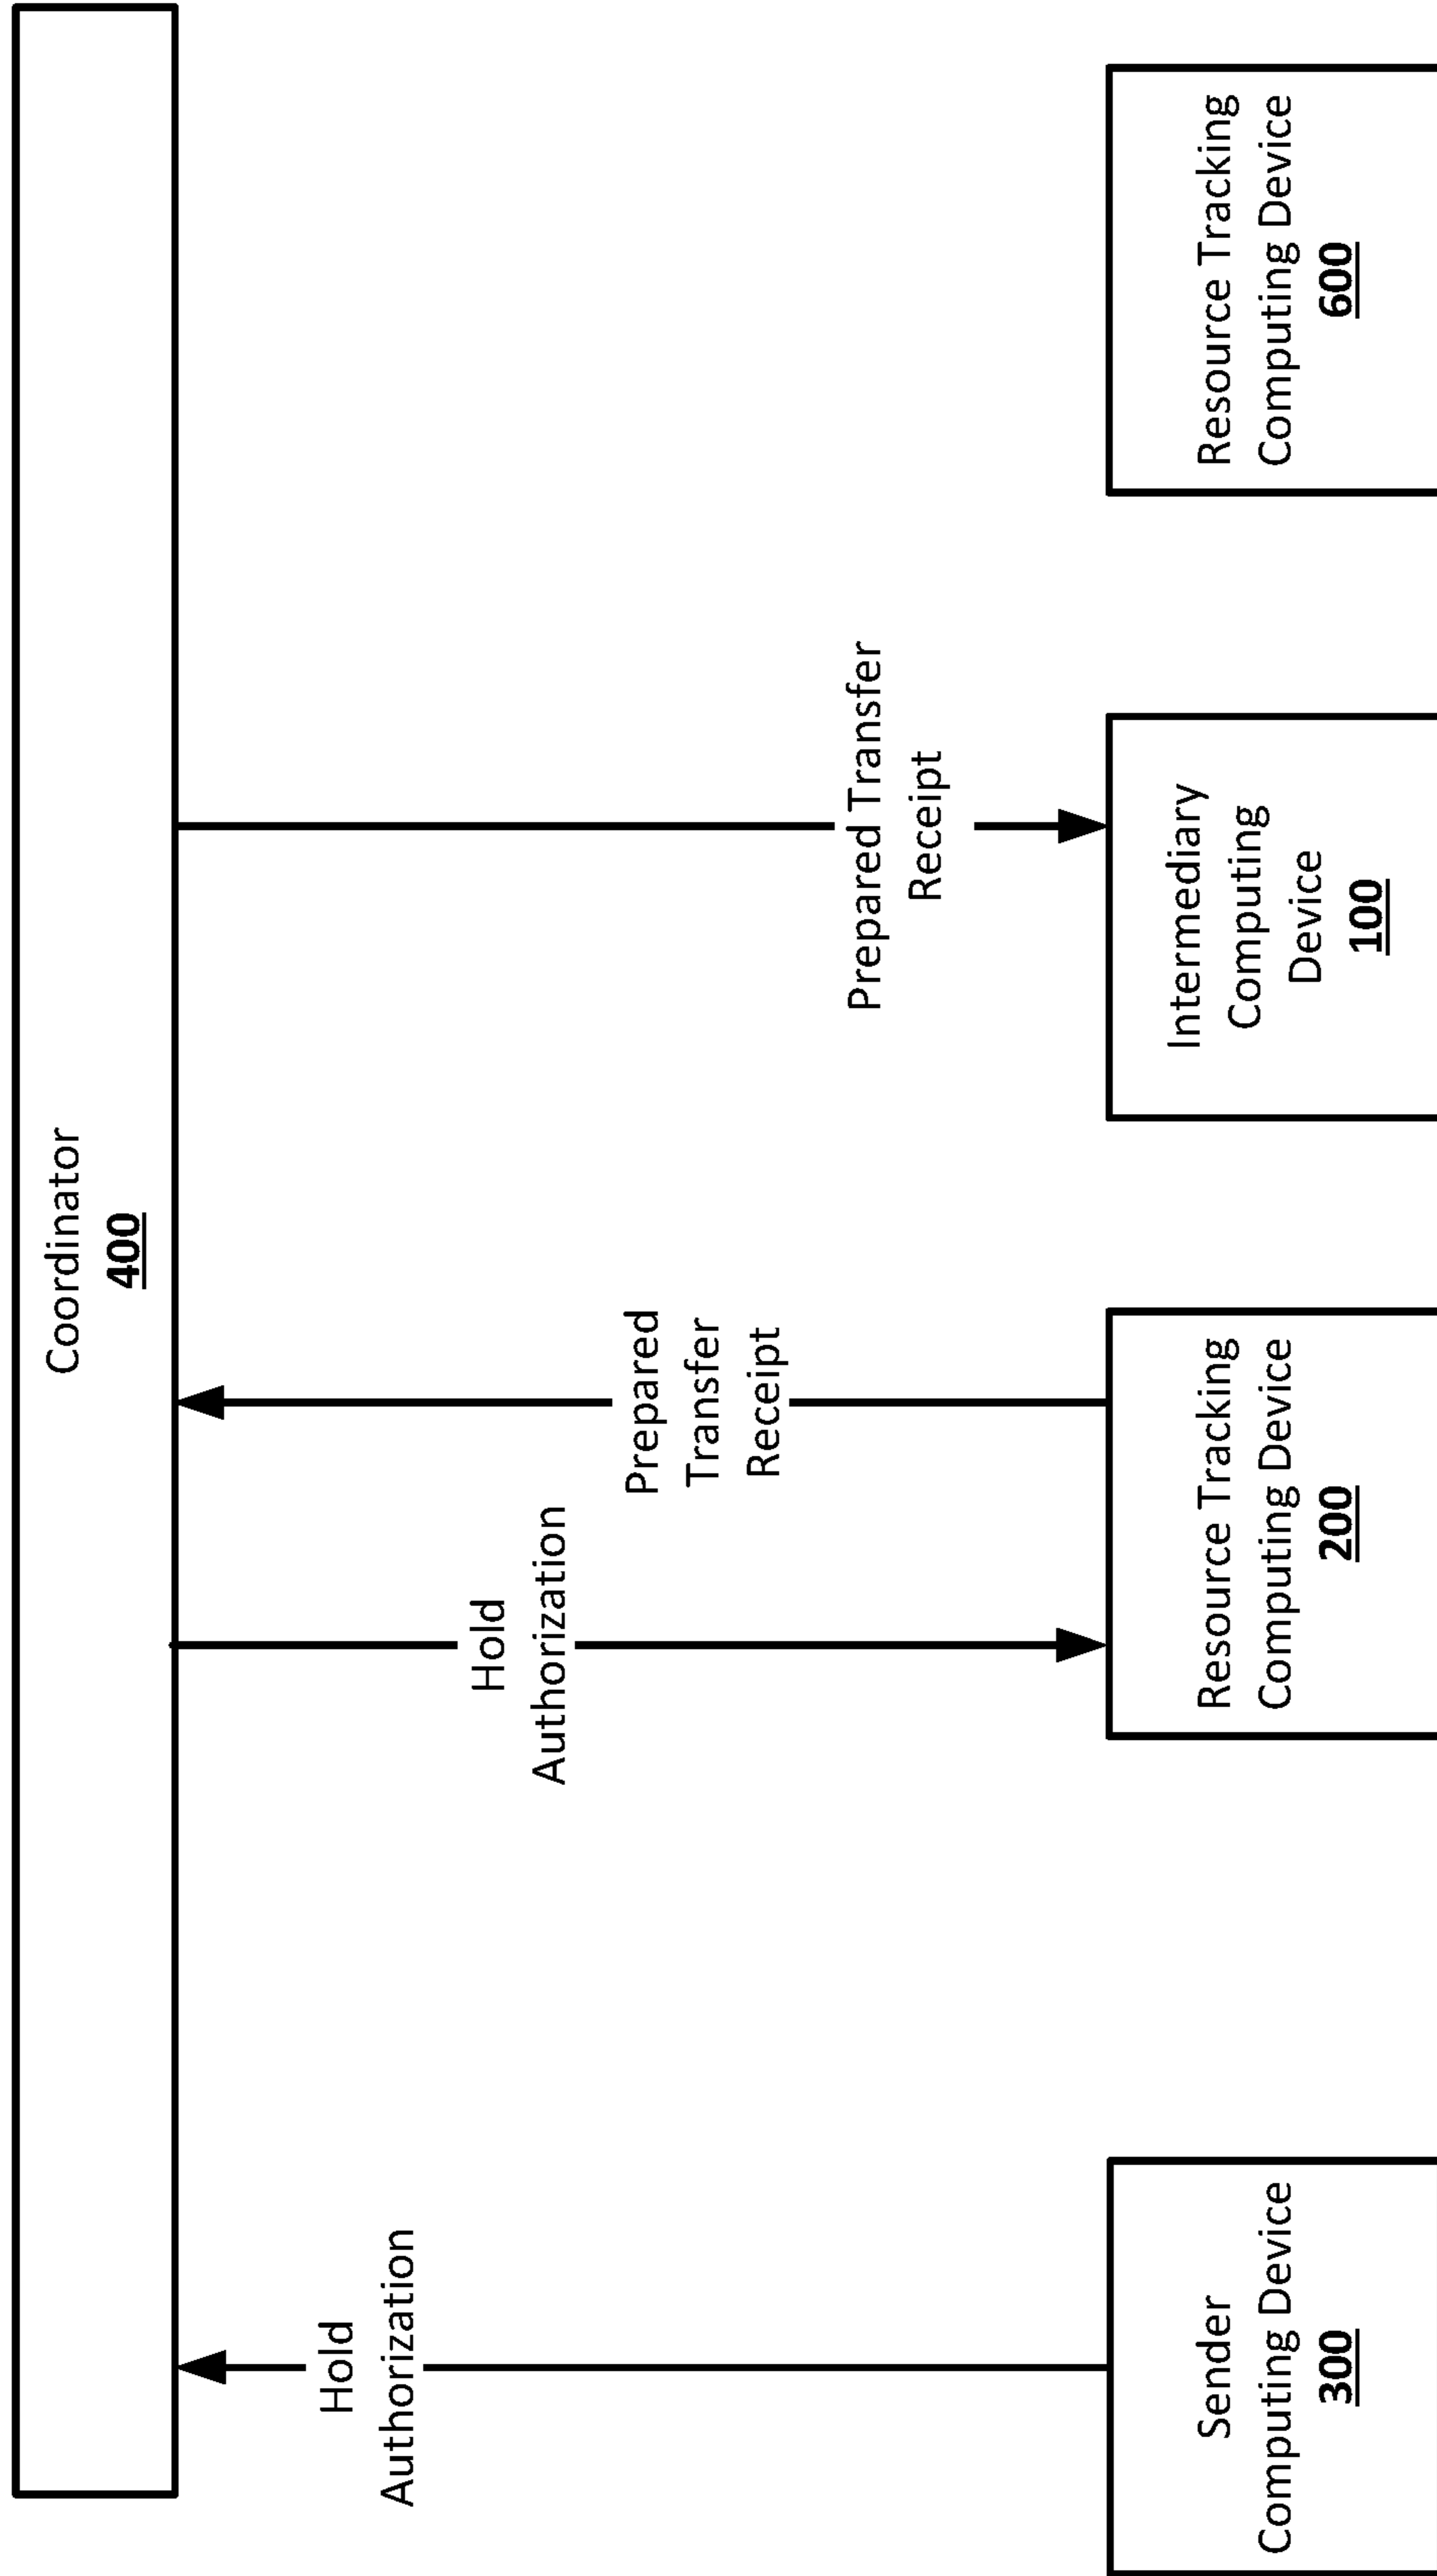 Coordinator
400
Hold
Authorization
Hold
Authorization
Prepared
Transfer
Receipt
Prepared Transfer
Receipt
Sender
Computing Device
300
Resource Tracking
Computing Device
200
Intermediary
Computing
Device
100
Resource Tracking
Computing Device
600